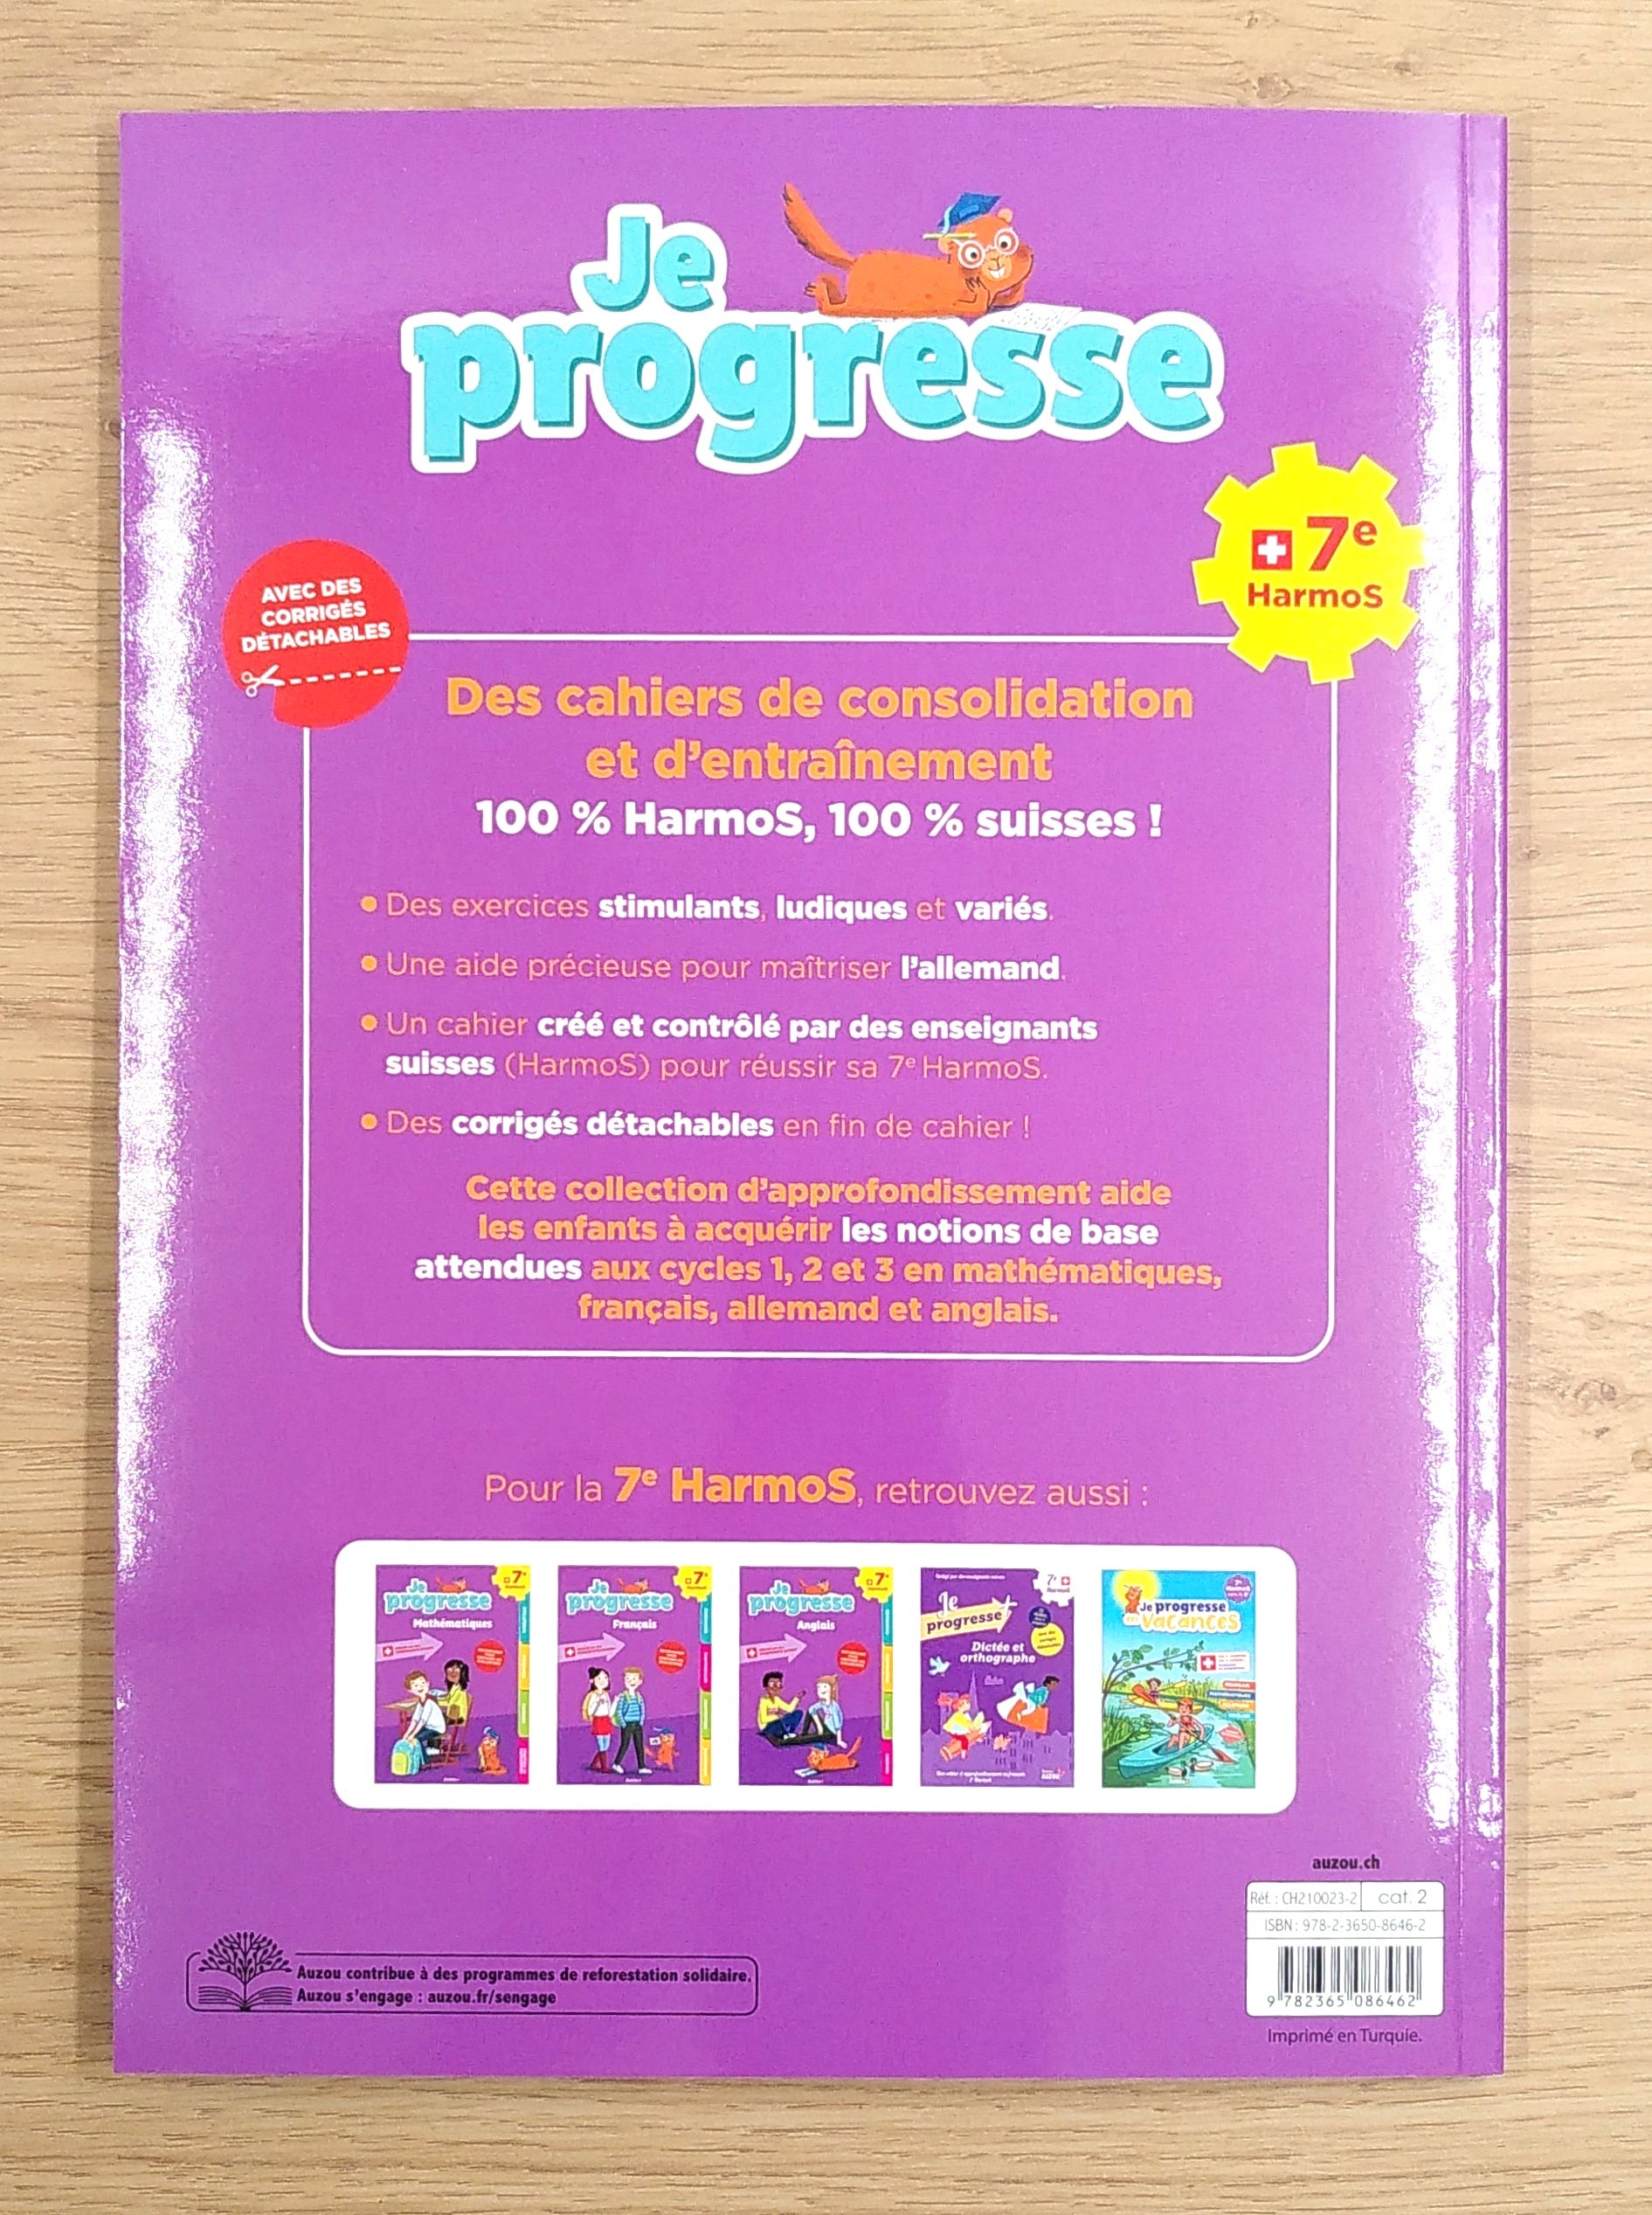 Je
progresse
7e
HarmoS
AVEC DES
CORRIGÉS
DÉTACHABLES
Des cahiers de consolidation
et d'entraînement
100 % HarmoS, 100 % suisses !
• Des exercices stimulants, ludiques et variés.
• Une aide précieuse pour maîtriser l'allemand.
• Un cahier créé et contrôlé par des enseignants
suisses (HarmoS) pour réussir sa 7e HarmoS.
• Des corrigés détachables en fin de cahier !
Cette collection d'approfondissement aide
les enfants à acquérir les notions de base
attendues aux cycles 1, 2 et 3 en mathématiques,
français, allemand et anglais.
Pour la 7e HarmoS, retrouvez aussi :
Je
progresse
Mathématiques
7e
Je
progresse
Français
7e
Je
progresse
Anglais
7e
Je
progresse+
Dictée et
orthographe
7e
HarmoS
AUZOU
Je progresse
en vacances
auzou.ch
Réf. : CH210023-2 cat. 2
ISBN : 978-2-3650-8646-2
9 782365 086462
Imprimé en Turquie.
Auzou contribue à des programmes de reforestation solidaire.
Auzou s'engage : auzou.fr/sengage